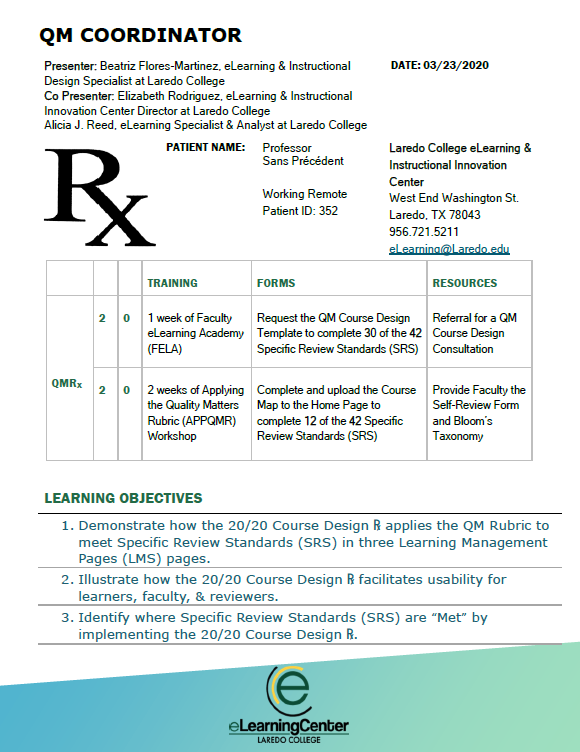 QM COORDINATOR
Presenter: Beatriz Flores-Martinez, eLearning & Instructional
Design Specialist at Laredo College
Co Presenter: Elizabeth Rodriguez, eLearning & Instructional
Innovation Center Director at Laredo College
Alicia J. Reed, eLearning Specialist & Analyst at Laredo College
DATE: 03/23/2020
Rx
PATIENT NAME:
Professor
Sans Précédent
Working Remote
Patient ID: 352
Laredo College eLearning &
Instructional Innovation
Center
West End Washington St.
Laredo, TX 78043
956.721.5211
eLearning@Laredo.edu
TRAINING
FORMS
RESOURCES
QMRx
2
0
1 week of Faculty
eLearning Academy
(FELA)
Request the QM Course Design
Template to complete 30 of the 42
Specific Review Standards (SRS)
Referral for a QM
Course Design
Consultation
2
0
2 weeks of Applying
the Quality Matters
Rubric (APPQMR)
Workshop
Complete and upload the Course
Map to the Home Page to
complete 12 of the 42 Specific
Review Standards (SRS)
Provide Faculty the
Self-Review Form
and Bloom’s
Taxonomy
LEARNING OBJECTIVES
1. Demonstrate how the 20/20 Course Design ℞ applies the QM Rubric to
meet Specific Review Standards (SRS) in three Learning Management
Pages (LMS) pages.
2. Illustrate how the 20/20 Course Design ℞ facilitates usability for
learners, faculty, & reviewers.
3. Identify where Specific Review Standards (SRS) are “Met” by
implementing the 20/20 Course Design ℞.
e
eLearningCenter
LAREDO COLLEGE